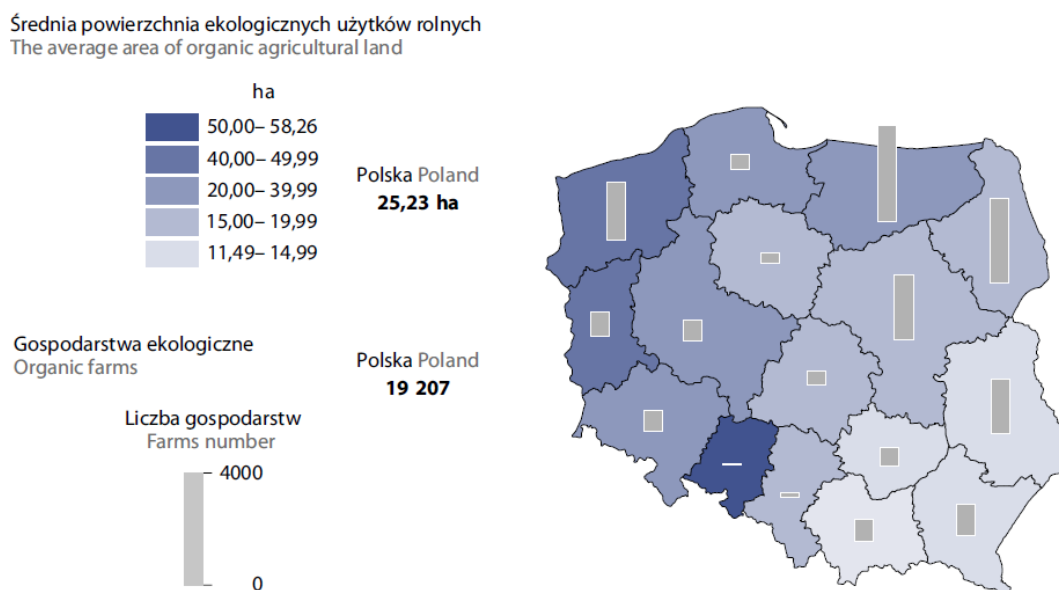 Średnia powierzchnia ekologicznych użytków rolnych
The average area of organic agricultural land
ha
50,00– 58,26
40,00– 49,99
20,00– 39,99
15,00– 19,99
11,49– 14,99
Polska Poland
25,23 ha
Gospodarstwa ekologiczne
Organic farms
Polska Poland
19 207
Liczba gospodarstw
Farms number
4000
0